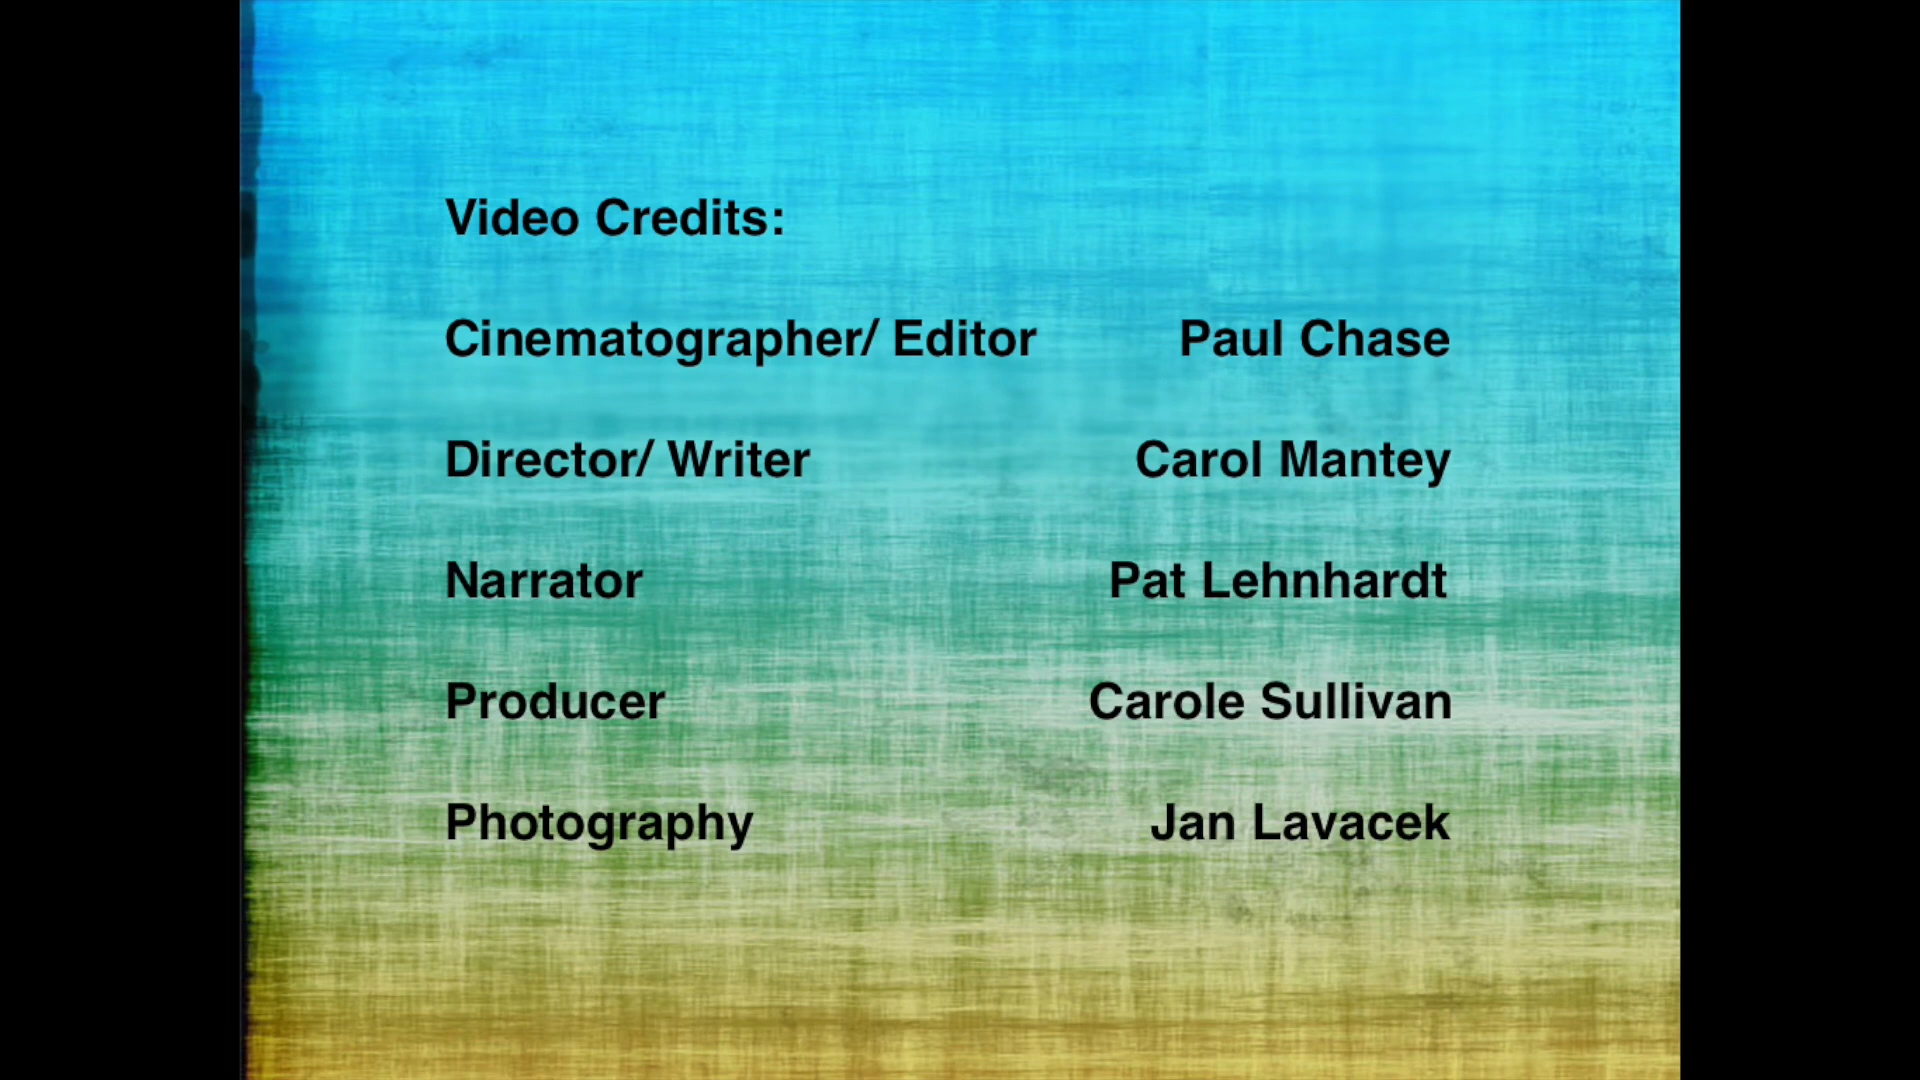 Video Credits:
Cinematographer/ Editor Paul Chase
Director/ Writer Carol Mantey
Narrator Pat Lehnhardt
Producer Carole Sullivan
Photography Jan Lavacek